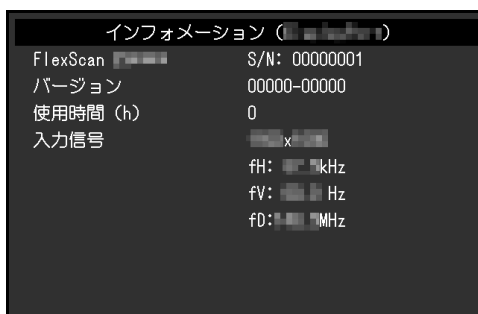 インフォメーション ( )
FlexScan
S/N: 00000001
バージョン
00000-00000
使用時間 (h)
0
入力信号
x
fH: kHz
fV: Hz
fD: MHz